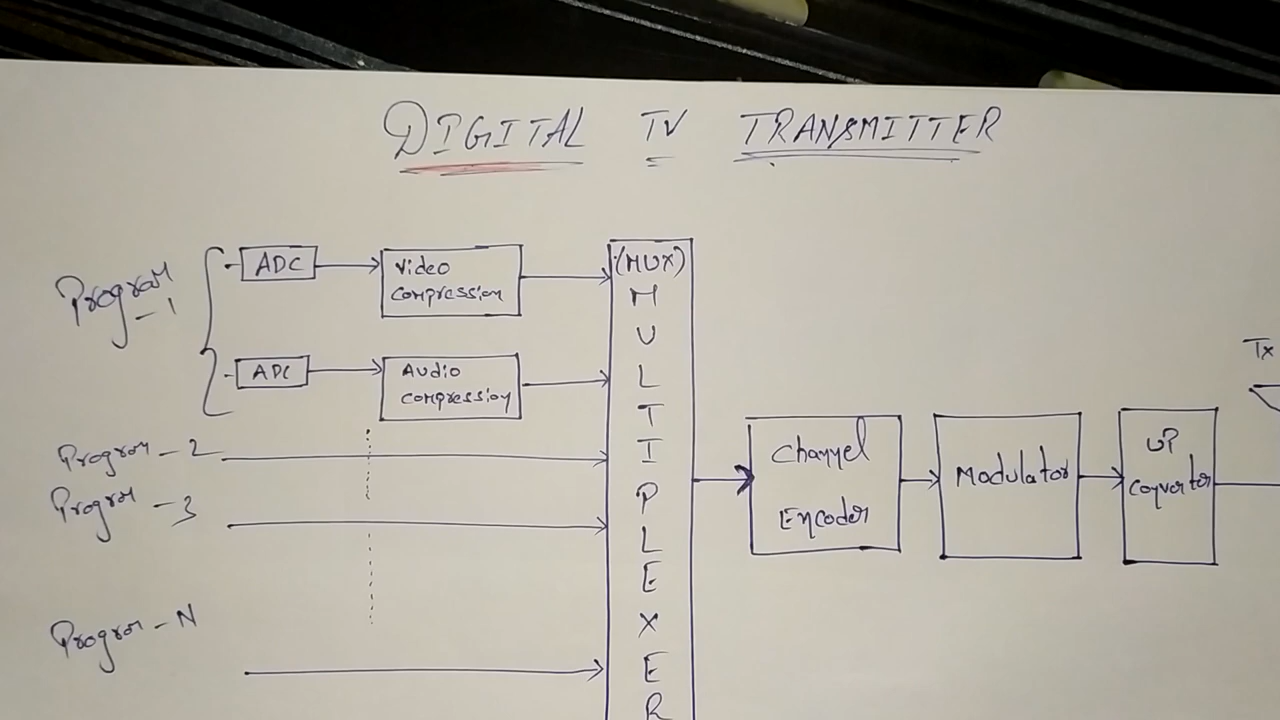 DIGITAL TV TRANSMITTER
Program
- 1
ADC
Video
compression
ADC
Audio
compression
Program - 2
Program - 3
Program - N
(MUX)
MULTIPLEXER
Channel
Encoder
Modulator
UP
Converter
Tx